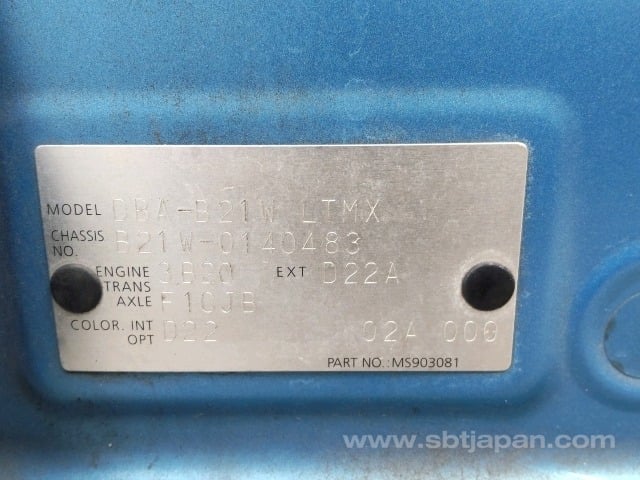 MODEL DBA-B21W LTMX
CHASSIS NO. B21W-0140483
ENGINE 3B20 EXT D22A
TRANS AXLE F1CJB
COLOR. INT OPT D22 02A 000
PART NO.:MS903081
www.sbtjapan.com